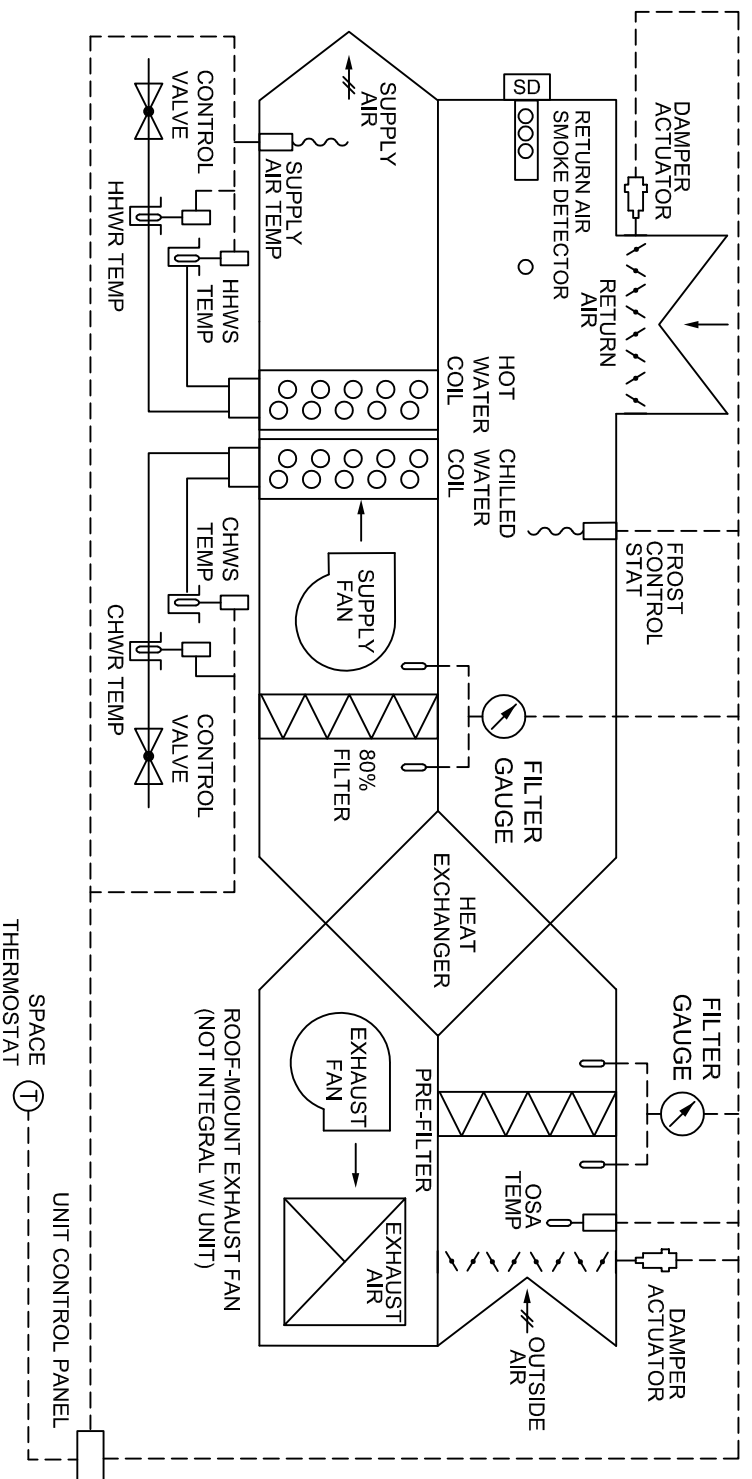 DAMPER
ACTUATOR
RETURN
AIR
SD
RETURN AIR
SMOKE DETECTOR
FROST
CONTROL
STAT
FILTER
GAUGE
FILTER
GAUGE
DAMPER
ACTUATOR
SUPPLY
AIR
SUPPLY
AIR TEMP
HOT
WATER
COIL
CHILLED
WATER
COIL
SUPPLY
FAN
80%
FILTER
HEAT
EXCHANGER
PRE-FILTER
OSA
TEMP
OUTSIDE
AIR
EXHAUST
FAN
EXHAUST
AIR
CONTROL
VALVE
HHWR TEMP
HHWS
TEMP
CHWS
TEMP
CHWR TEMP
CONTROL
VALVE
ROOF-MOUNT EXHAUST FAN
(NOT INTEGRAL W/ UNIT)
SPACE
THERMOSTAT
T
UNIT CONTROL PANEL